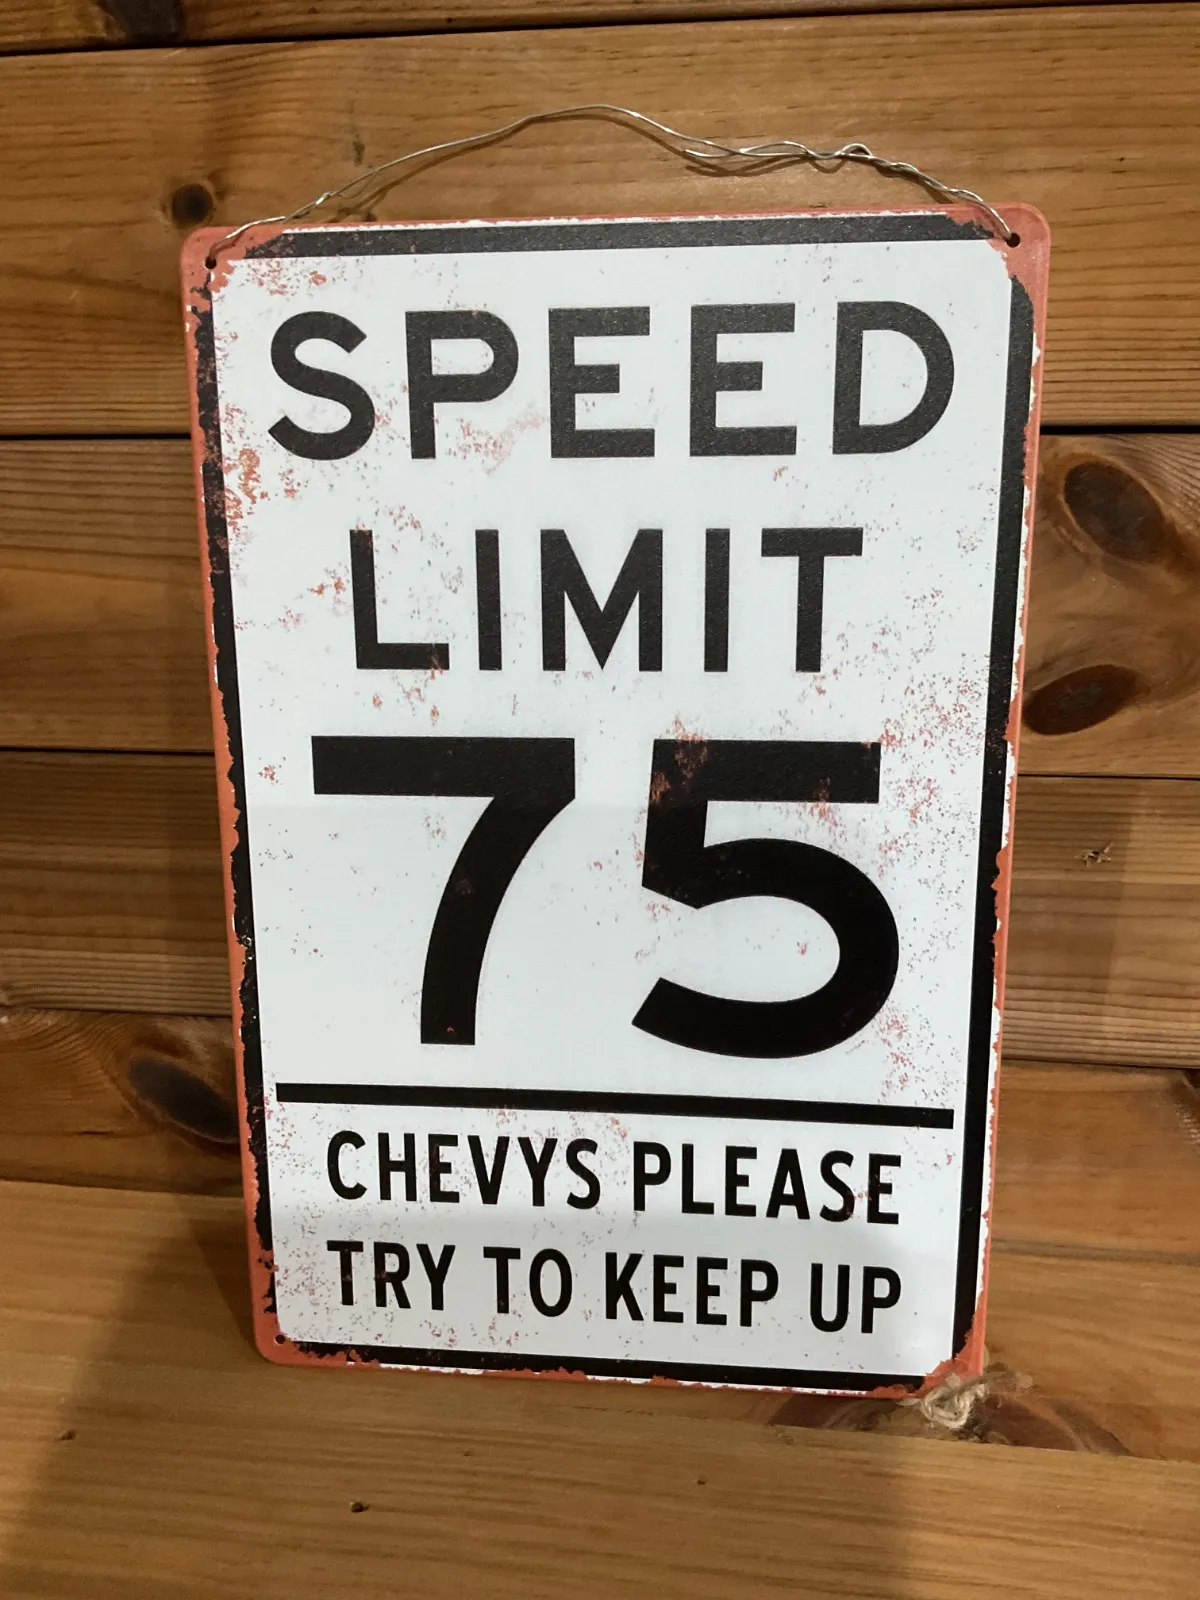 SPEED
LIMIT
75
CHEVYS PLEASE
TRY TO KEEP UP